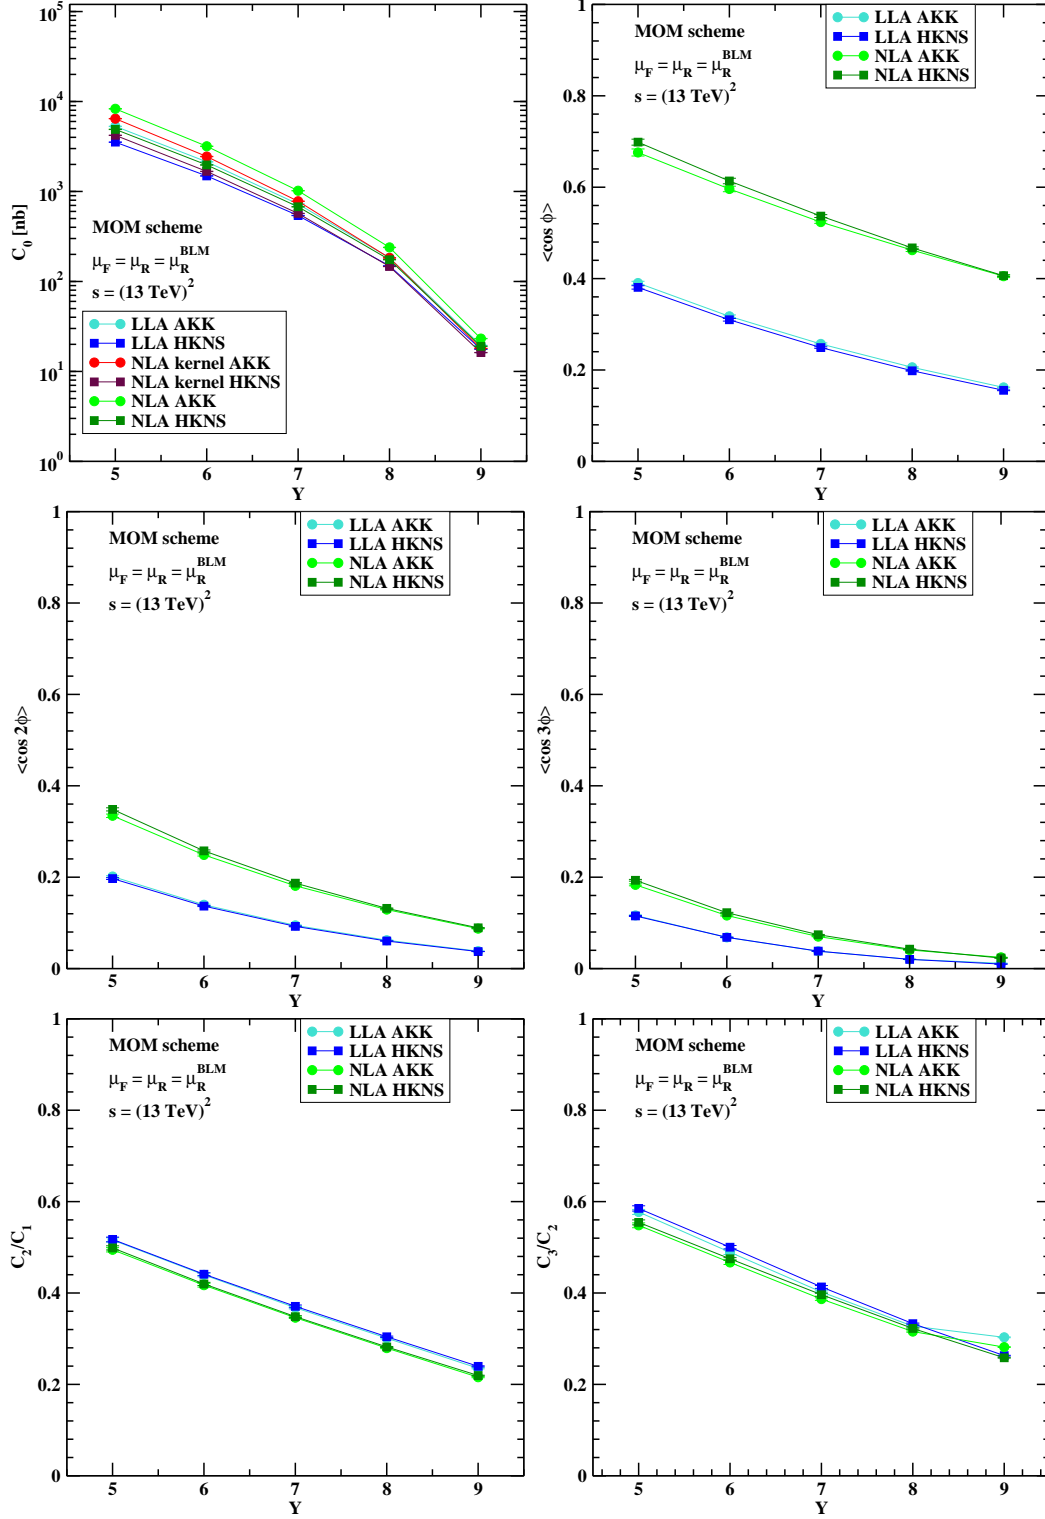 10^5
10^4
10^3
10^2
10^1
10^0
C_0 [nb]
MOM scheme
μ_F = μ_R = μ_R^BLM
s = (13 TeV)^2
LLA AKK
LLA HKNS
NLA kernel AKK
NLA kernel HKNS
NLA AKK
NLA HKNS
5 6 7 8 9
Y
1
0.8
0.6
0.4
0.2
0
<cos ϕ>
MOM scheme
μ_F = μ_R = μ_R^BLM
s = (13 TeV)^2
LLA AKK
LLA HKNS
NLA AKK
NLA HKNS
5 6 7 8 9
Y
1
0.8
0.6
0.4
0.2
0
<cos 2ϕ>
MOM scheme
μ_F = μ_R = μ_R^BLM
s = (13 TeV)^2
LLA AKK
LLA HKNS
NLA AKK
NLA HKNS
5 6 7 8 9
Y
1
0.8
0.6
0.4
0.2
0
<cos 3ϕ>
MOM scheme
μ_F = μ_R = μ_R^BLM
s = (13 TeV)^2
LLA AKK
LLA HKNS
NLA AKK
NLA HKNS
5 6 7 8 9
Y
1
0.8
0.6
0.4
0.2
0
C_2/C_1
MOM scheme
μ_F = μ_R = μ_R^BLM
s = (13 TeV)^2
LLA AKK
LLA HKNS
NLA AKK
NLA HKNS
5 6 7 8 9
Y
1
0.8
0.6
0.4
0.2
0
C_3/C_2
MOM scheme
μ_F = μ_R = μ_R^BLM
s = (13 TeV)^2
LLA AKK
LLA HKNS
NLA AKK
NLA HKNS
5 6 7 8 9
Y